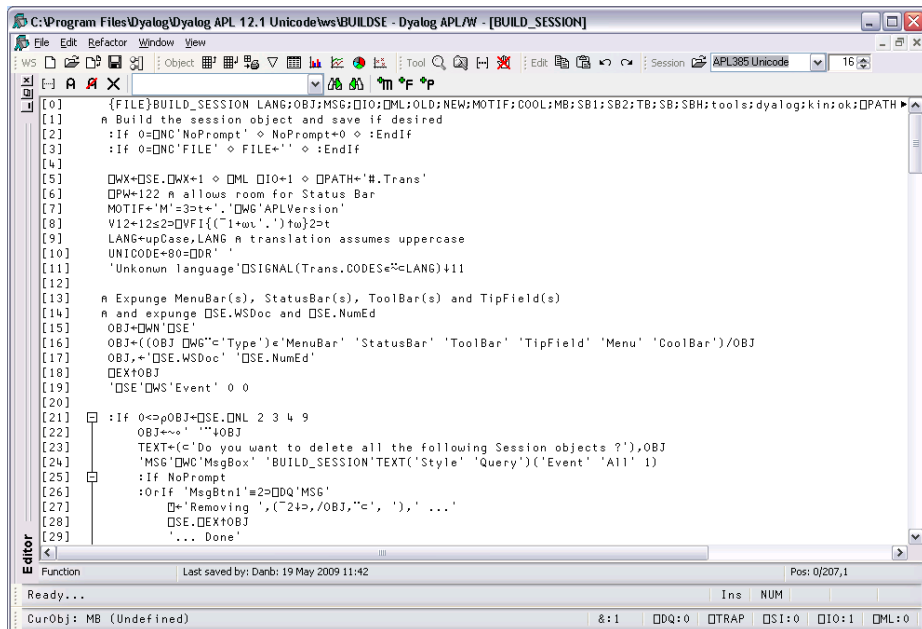 C:\Program Files\Dyalog\Dyalog APL 12.1 Unicode\ws\BUILDSE - Dyalog APL/W - [BUILD_SESSION]
File Edit Refactor Window View
WS Object Tool Edit Session APL385 Unicode 16
[0] {FILE}BUILD_SESSION LANG;OBJ;MSG;⎕IO;⎕ML;OLD;NEW;MOTIF;COOL;MB;SB1;SB2;TB;SB;SBH;tools;dyalog;kin;ok;⎕PATH
[1] ⍝ Build the session object and save if desired
[2] :If 0=⎕NC'NoPrompt' ⋄ NoPrompt←0 ⋄ :EndIf
[3] :If 0=⎕NC'FILE' ⋄ FILE←'' ⋄ :EndIf
[4]
[5] ⎕WX←⎕SE.⎕WX←1 ⋄ ⎕ML ⎕IO←1 ⋄ ⎕PATH←'#.Trans'
[6] ⎕PW←122 ⍝ allows room for Status Bar
[7] MOTIF←'M'=3⊃t←'.'⎕WG'APLVersion'
[8] V12←12≤2⊃⎕VFI{(¯1+⍵⍳'.')↑⍵}2⊃t
[9] LANG←upCase,LANG ⍝ translation assumes uppercase
[10] UNICODE←80=⎕DR' '
[11] 'Unkonwn language'⎕SIGNAL(Trans.CODES∊⍨⊂LANG)↓11
[12]
[13] ⍝ Expunge MenuBar(s), StatusBar(s), ToolBar(s) and TipField(s)
[14] ⍝ and expunge ⎕SE.WSDoc and ⎕SE.NumEd
[15] OBJ←⎕WN'⎕SE'
[16] OBJ←((OBJ ⎕WG¨⊂'Type')∊'MenuBar' 'StatusBar' 'ToolBar' 'TipField' 'Menu' 'CoolBar')/OBJ
[17] OBJ,←'⎕SE.WSDoc' '⎕SE.NumEd'
[18] ⎕EX↑OBJ
[19] '⎕SE'⎕WS'Event' 0 0
[20]
[21] :If 0<⊃⍴OBJ←⎕SE.⎕NL 2 3 4 9
[22] OBJ←~∘' '¨↓OBJ
[23] TEXT←(⊂'Do you want to delete all the following Session objects ?'),OBJ
[24] 'MSG'⎕WC'MsgBox' 'BUILD_SESSION'TEXT('Style' 'Query')('Event' 'All' 1)
[25] :If NoPrompt
[26] :OrIf 'MsgBtn1'≡2⊃⎕DQ'MSG'
[27] ⎕←'Removing ',(¯2↓⊃,/OBJ,¨⊂', '),' ...'
[28] ⎕SE.⎕EX↑OBJ
[29] '... Done'
Editor
Function Last saved by: Danb: 19 May 2009 11:42 Pos: 0/207,1
Ready... Ins NUM
CurObj: MB (Undefined) &:1 ⎕DQ:0 ⎕TRAP ⎕SI:0 ⎕IO:1 ⎕ML:0